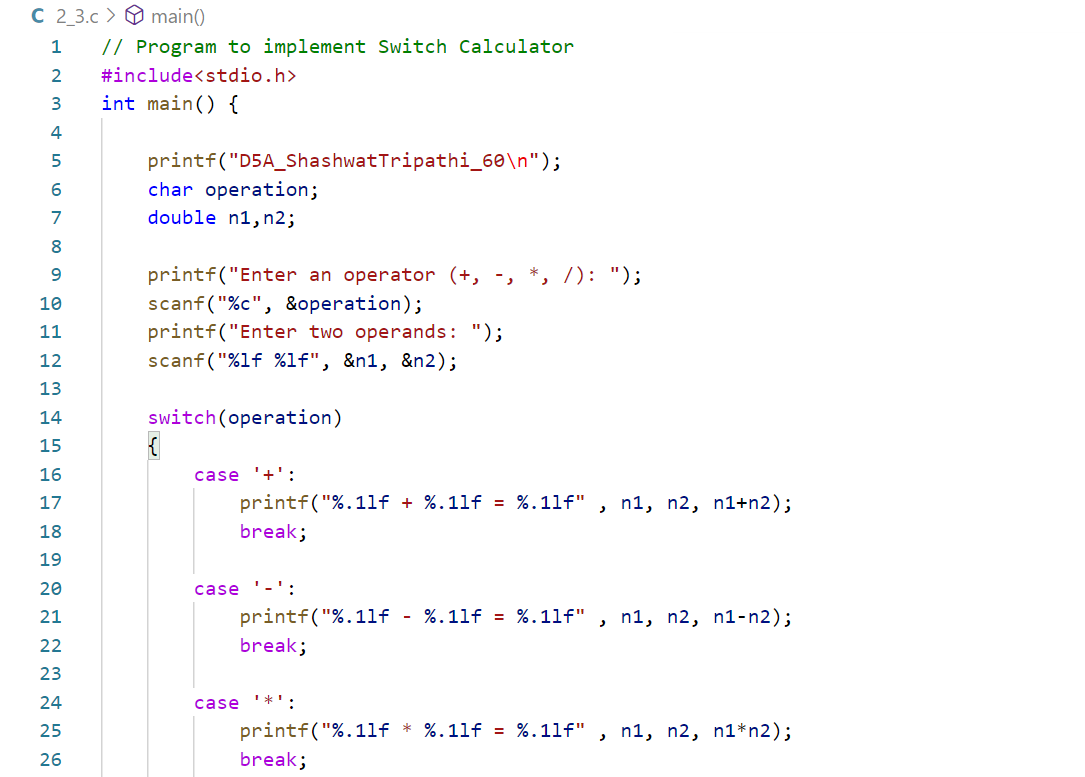 C 2_3.c > main()
1 // Program to implement Switch Calculator
2 #include<stdio.h>
3 int main() {
4
5     printf("D5A_ShashwatTripathi_60\n");
6     char operation;
7     double n1,n2;
8
9     printf("Enter an operator (+, -, *, /): ");
10     scanf("%c", &operation);
11     printf("Enter two operands: ");
12     scanf("%lf %lf", &n1, &n2);
13
14     switch(operation)
15     {
16         case '+':
17             printf("%.1lf + %.1lf = %.1lf" , n1, n2, n1+n2);
18             break;
19
20         case '-':
21             printf("%.1lf - %.1lf = %.1lf" , n1, n2, n1-n2);
22             break;
23
24         case '*':
25             printf("%.1lf * %.1lf = %.1lf" , n1, n2, n1*n2);
26             break;